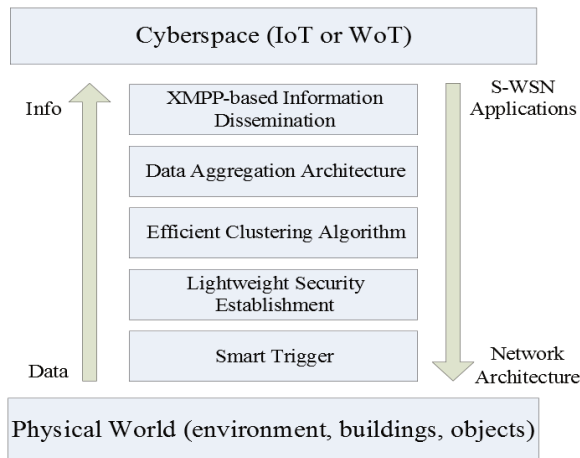 Cyberspace (IoT or WoT)
Info
XMPP-based Information
Dissemination
S-WSN
Applications
Data Aggregation Architecture
Efficient Clustering Algorithm
Lightweight Security
Establishment
Smart Trigger
Data
Network
Architecture
Physical World (environment, buildings, objects)